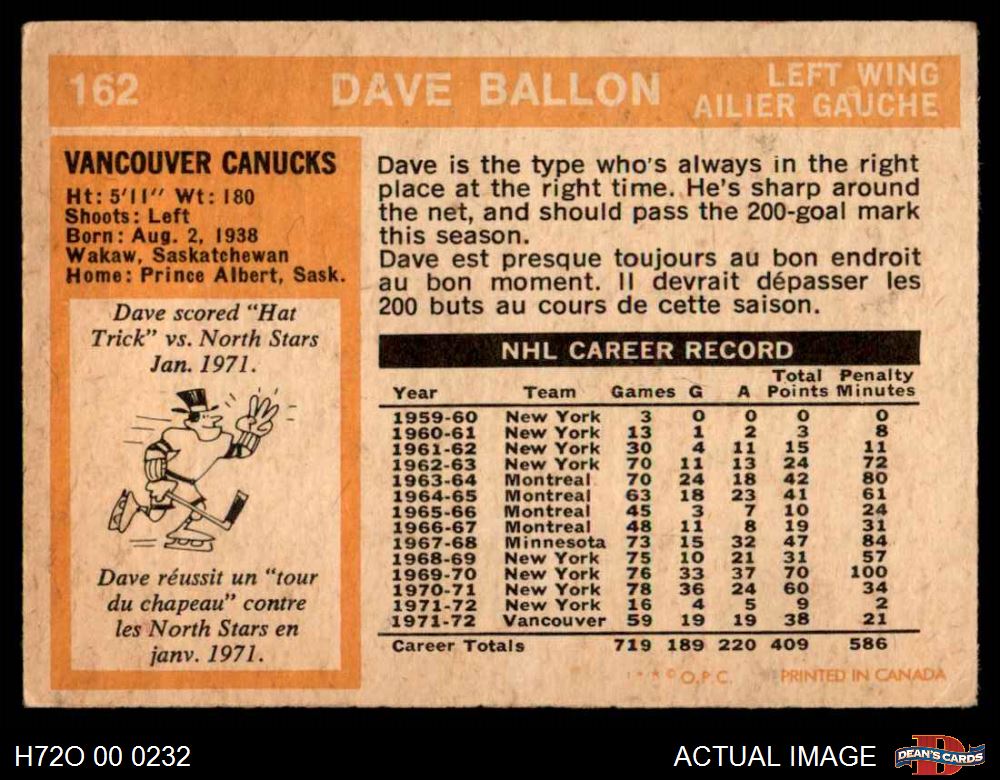 162
DAVE BALLON
LEFT WING
AILIER GAUCHE
VANCOUVER CANUCKS
Ht: 5'11" Wt: 180
Shoots: Left
Born: Aug. 2, 1938
Wakaw, Saskatchewan
Home: Prince Albert, Sask.
Dave scored "Hat
Trick" vs. North Stars
Jan. 1971.
Dave réussit un "tour
du chapeau" contre
les North Stars en
janv. 1971.
Dave is the type who's always in the right
place at the right time. He's sharp around
the net, and should pass the 200-goal mark
this season.
Dave est presque toujours au bon endroit
au bon moment. Il devrait dépasser les
200 buts au cours de cette saison.
NHL CAREER RECORD
Year Team Games G A Total Points Penalty Minutes
1959-60 New York 3 0 0 0 0
1960-61 New York 13 1 2 3 8
1961-62 New York 30 4 11 15 11
1962-63 New York 70 11 13 24 72
1963-64 Montreal 70 24 18 42 80
1964-65 Montreal 63 18 23 41 61
1965-66 Montreal 45 3 7 10 24
1966-67 Montreal 48 11 8 19 31
1967-68 Minnesota 73 15 32 47 84
1968-69 New York 75 10 21 31 57
1969-70 New York 76 33 37 70 100
1970-71 New York 78 36 24 60 34
1971-72 New York 16 4 5 9 2
1971-72 Vancouver 59 19 19 38 21
Career Totals 719 189 220 409 586
© O.P.C. PRINTED IN CANADA
H72O 00 0232
ACTUAL IMAGE
D
DEAN'S CARDS